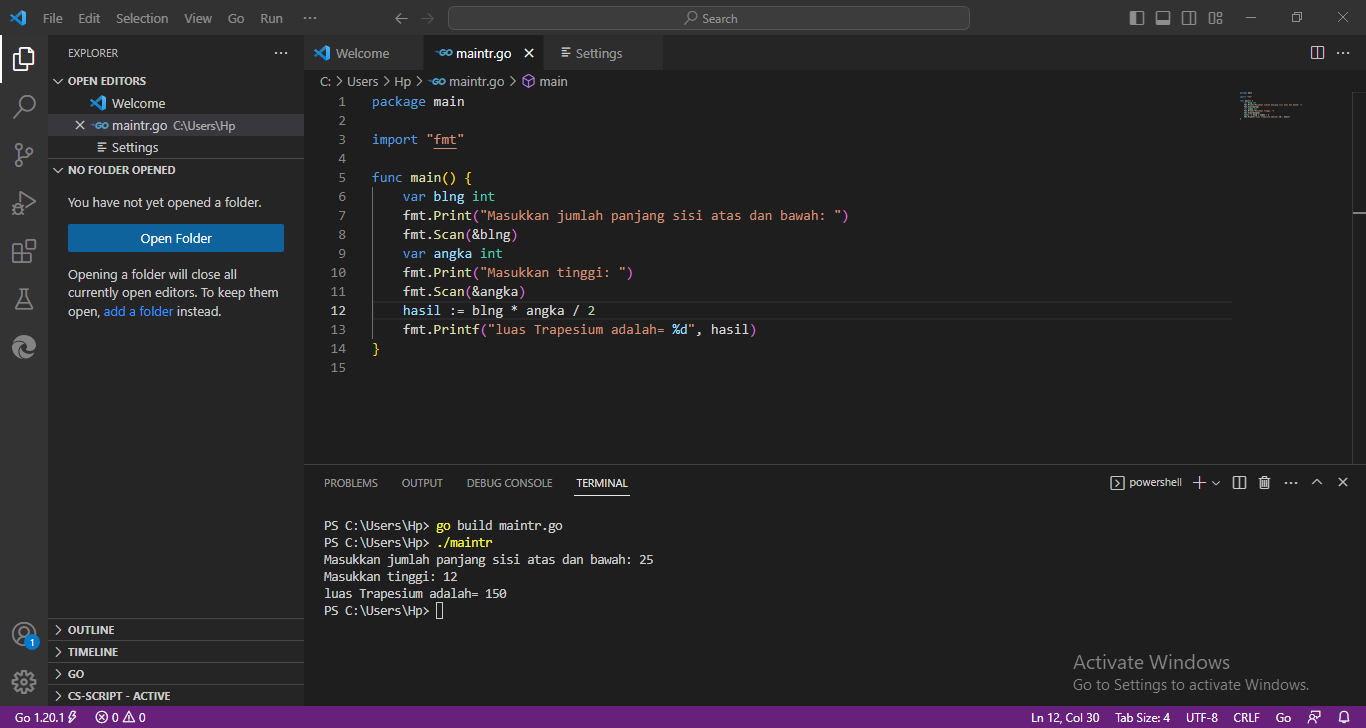 File Edit Selection View Go Run ··· Search
EXPLORER ···
OPEN EDITORS
Welcome
maintr.go C:\Users\Hp
Settings
NO FOLDER OPENED
You have not yet opened a folder.
Open Folder
Opening a folder will close all
currently open editors. To keep them
open, add a folder instead.
OUTLINE
TIMELINE
GO
CS-SCRIPT - ACTIVE
Welcome GO maintr.go Settings
C: > Users > Hp > GO maintr.go > main
1 package main
2
3 import "fmt"
4
5 func main() {
6 var blng int
7 fmt.Print("Masukkan jumlah panjang sisi atas dan bawah: ")
8 fmt.Scan(&blng)
9 var angka int
10 fmt.Print("Masukkan tinggi: ")
11 fmt.Scan(&angka)
12 hasil := blng * angka / 2
13 fmt.Printf("luas Trapesium adalah= %d", hasil)
14 }
15
PROBLEMS OUTPUT DEBUG CONSOLE TERMINAL powershell
PS C:\Users\Hp> go build maintr.go
PS C:\Users\Hp> ./maintr
Masukkan jumlah panjang sisi atas dan bawah: 25
Masukkan tinggi: 12
luas Trapesium adalah= 150
PS C:\Users\Hp>
Activate Windows
Go to Settings to activate Windows.
1
Go 1.20.1 0 0 Ln 12, Col 30 Tab Size: 4 UTF-8 CRLF Go